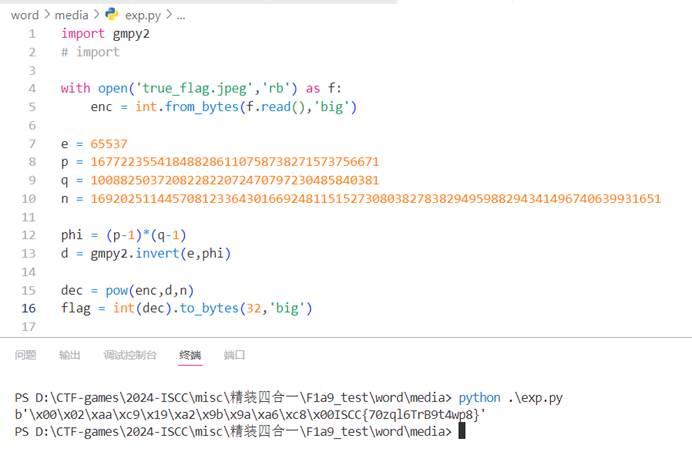 word > media > exp.py > ...
1 import gmpy2
2 # import
3
4 with open('true_flag.jpeg','rb') as f:
5     enc = int.from_bytes(f.read(),'big')
6
7 e = 65537
8 p = 167722355418488286110758738271573756671
9 q = 100882503720822822072470797230485840381
10 n = 16920251144570812336430166924811515273080382783829495988294341496740639931651
11
12 phi = (p-1)*(q-1)
13 d = gmpy2.invert(e,phi)
14
15 dec = pow(enc,d,n)
16 flag = int(dec).to_bytes(32,'big')
17
问题 输出 调试控制台 终端 端口
PS D:\CTF-games\2024-ISCC\misc\精装四合一\F1a9_test\word\media> python .\exp.py
b'\x00\x02\xaa\xc9\x19\xa2\x9b\x9a\xa6\xc8\x00ISCC{70zql6TrB9t4wp8}'
PS D:\CTF-games\2024-ISCC\misc\精装四合一\F1a9_test\word\media>